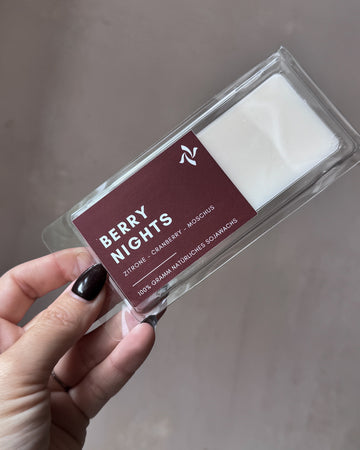 BERRY
NIGHTS
ZITRONE - CRANBERRY - MOSCHUS
100% GRAMM NATÜRLICHES SOJAWACHS